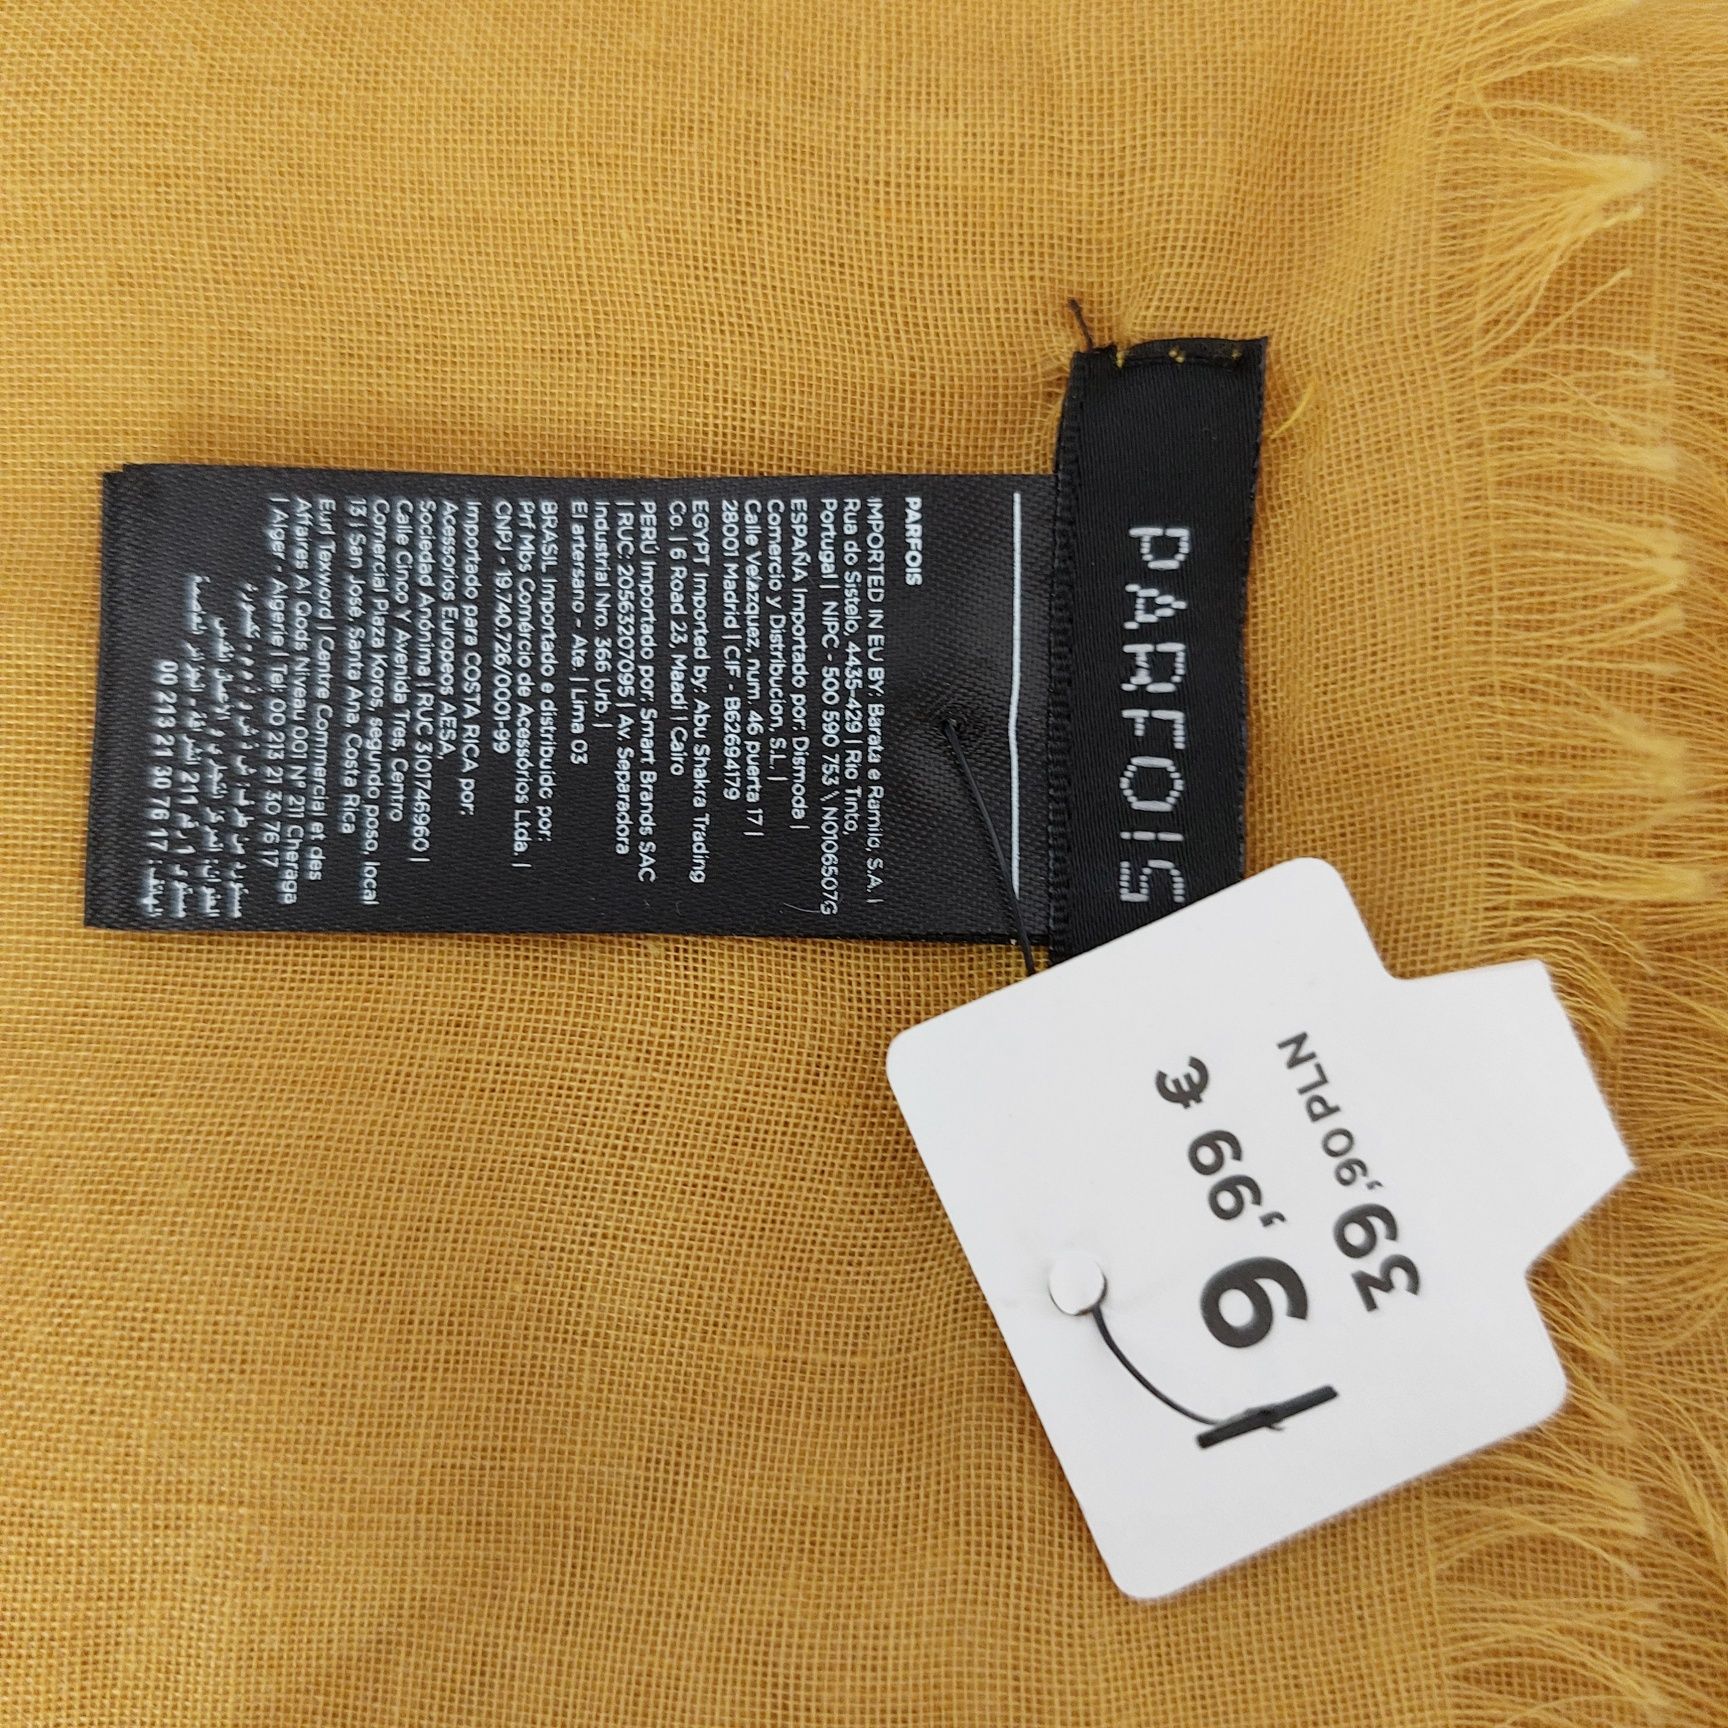 PARFOIS
PARFOIS
IMPORTED IN EU BY: Barata e Ramilo, S.A. |
Rua do Sistelo, 4435-429 | Rio Tinto,
Portugal | NIPC - 500 590 753 \ N0106507G
ESPAÑA Importado por: Dismoda |
Comercio y Distribución, S.L. |
Calle Velázquez, num. 46 puerta 17 |
28001 Madrid | CIF - B62694179
EGYPT Imported by: Abu Shakra Trading
Co. | 6 Road 23, Maadi | Cairo
PERÚ Importado por: Smart Brands SAC
| RUC: 20563207095 | Av. Separadora
Industrial Nro. 366 Urb. |
El artersano - Ate. | Lima 03
BRASIL Importado e distribuido por:
Prf Mbs Comércio de Acessórios Ltda. |
CNPJ - 19.740.726/0001-99
Importado para COSTA RICA por:
Acessorios Europeos AESA,
Sociedad Anónima | RUC 3101746960 |
Calle Cinco Y Avenida Tres, Centro
Comercial Plaza Koros, segundo poso, local
13 | San José, Santa Ana, Costa Rica
Eurl Taxword | Centre Commercial et des
Affaires Al Qods Niveau 001 N° 211 Cheraga
| Alger - Algerie | Tel: 00 213 21 30 76 17
00 213 21 30 76 17
9,99 €
39,90 PLN